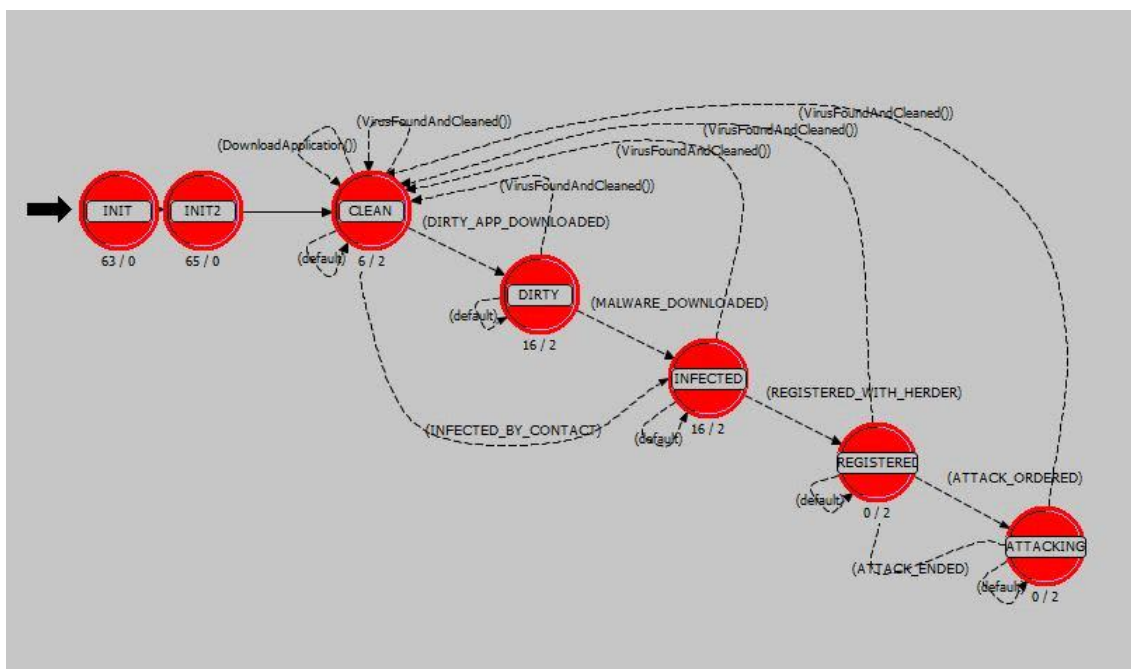 (VirusFoundAndCleaned())
(VirusFoundAndCleaned())
(VirusFoundAndCleaned())
(DownloadApplication())
(VirusFoundAndCleaned())
(VirusFoundAndCleaned())
INIT
INIT2
CLEAN
(DIRTY_APP_DOWNLOADED)
63 / 0
65 / 0
(default)
6 / 2
DIRTY
(MALWARE_DOWNLOADED)
(default)
16 / 2
INFECTED
(REGISTERED_WITH_HERDER)
(INFECTED_BY_CONTACT)
(default)
16 / 2
REGISTERED
(ATTACK_ORDERED)
(default)
0 / 2
ATTACKING
(ATTACK_ENDED)
(default)
0 / 2